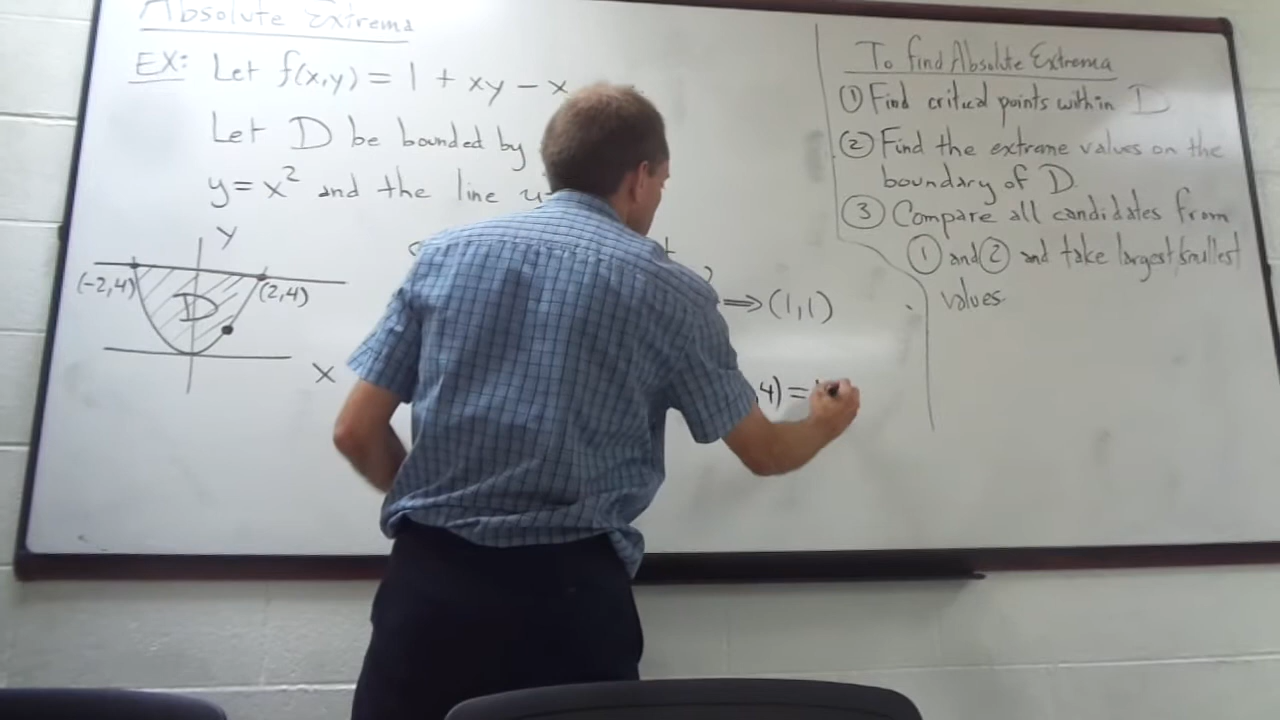 Absolute Extrema
EX: Let f(x,y) = 1 + xy - x
Let D be bounded by
y = x² and the line
y
(-2,4)
D
(2,4)
x
⟹ (1,1)
4) =
To find Absolute Extrema
① Find critical points within D
② Find the extreme values on the
boundary of D.
③ Compare all candidates from
① and ② and take largest/smallest
values.